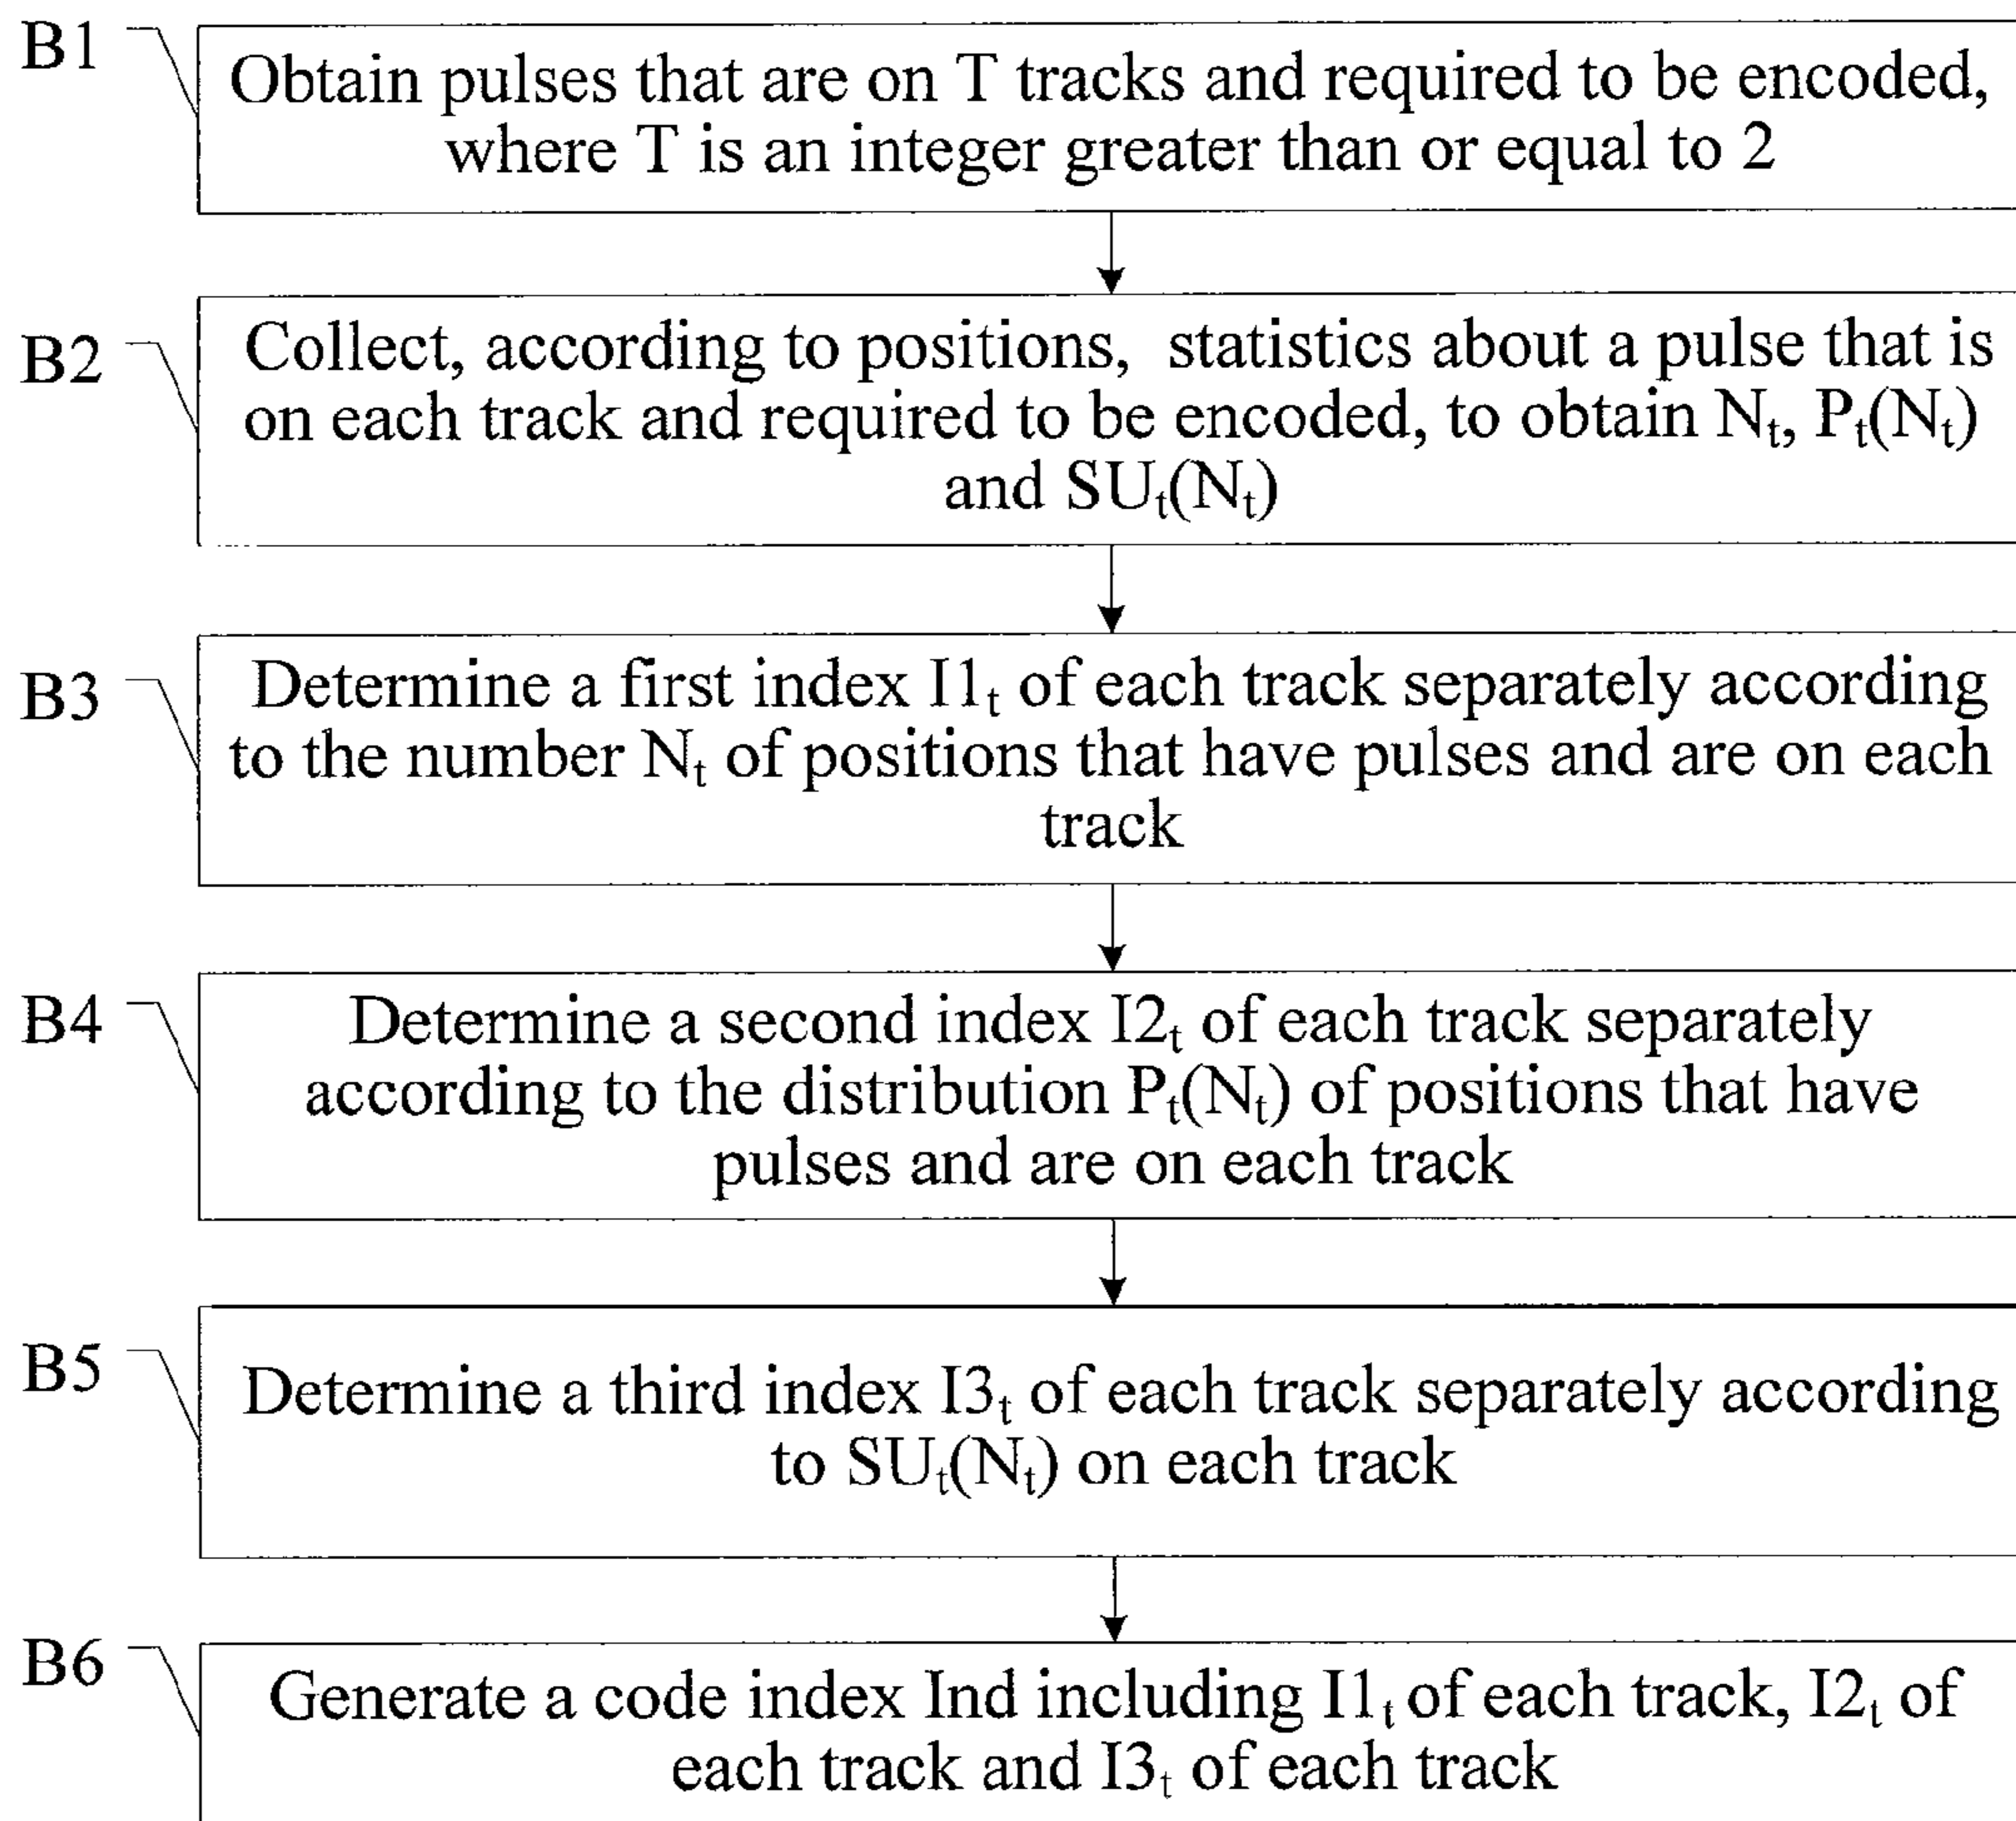 B1
Obtain pulses that are on T tracks and required to be encoded,
where T is an integer greater than or equal to 2
B2
Collect, according to positions, statistics about a pulse that is
on each track and required to be encoded, to obtain Nₜ, Pₜ(Nₜ)
and SUₜ(Nₜ)
B3
Determine a first index I1ₜ of each track separately according
to the number Nₜ of positions that have pulses and are on each
track
B4
Determine a second index I2ₜ of each track separately
according to the distribution Pₜ(Nₜ) of positions that have
pulses and are on each track
B5
Determine a third index I3ₜ of each track separately according
to SUₜ(Nₜ) on each track
B6
Generate a code index Ind including I1ₜ of each track, I2ₜ of
each track and I3ₜ of each track